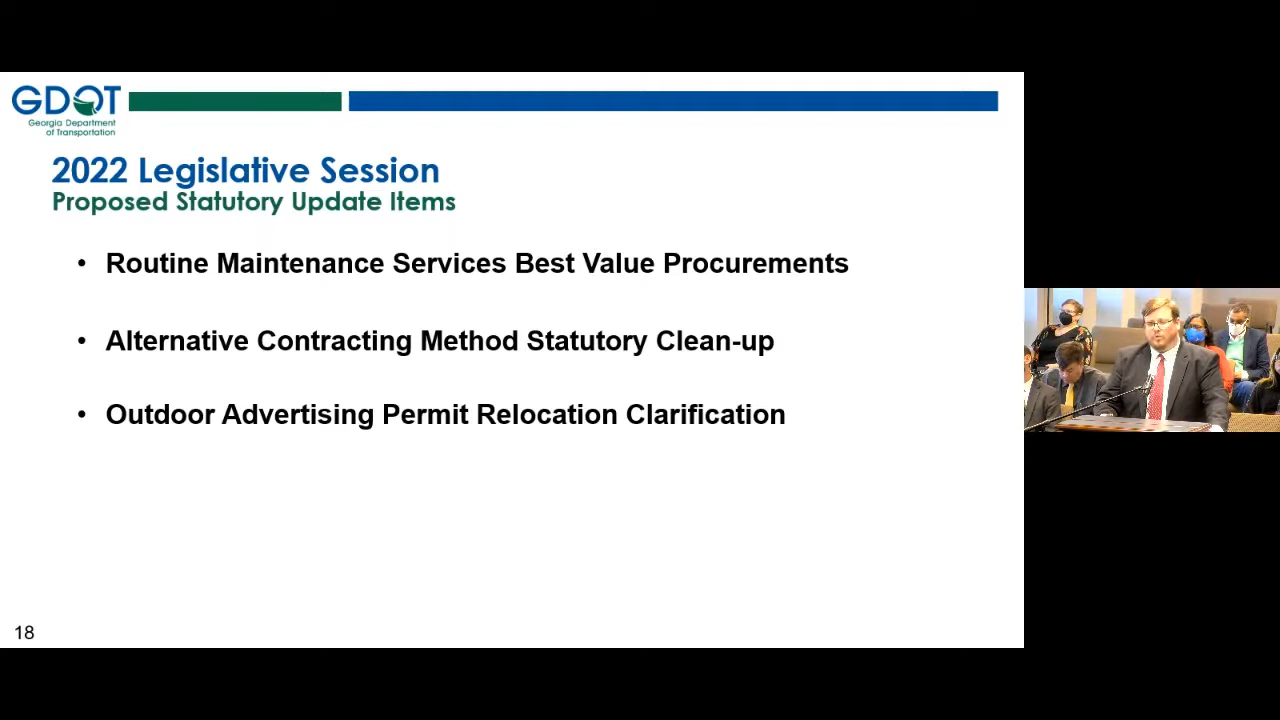 GDOT
Georgia Department
of Transportation
2022 Legislative Session
Proposed Statutory Update Items
• Routine Maintenance Services Best Value Procurements
• Alternative Contracting Method Statutory Clean-up
• Outdoor Advertising Permit Relocation Clarification
18